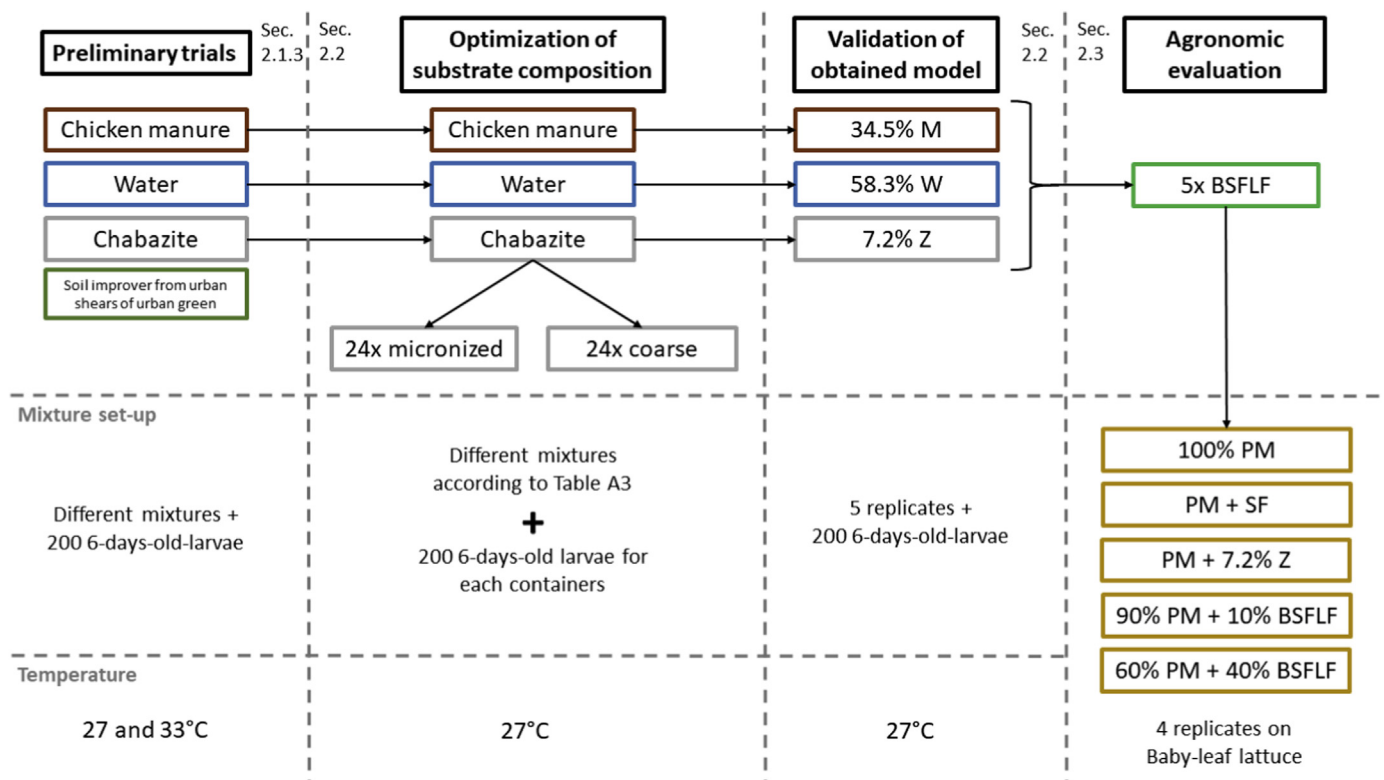 Preliminary trials
Sec.
2.1.3
Sec.
2.2
Optimization of
substrate composition
Validation of
obtained model
Sec.
2.2
Sec.
2.3
Agronomic
evaluation
Chicken manure
Chicken manure
34.5% M
Water
Water
58.3% W
5x BSFLF
Chabazite
Chabazite
7.2% Z
Soil improver from urban
shears of urban green
24x micronized
24x coarse
Mixture set-up
Different mixtures +
200 6-days-old-larvae
Different mixtures
according to Table A3
+
200 6-days-old larvae for
each containers
5 replicates +
200 6-days-old-larvae
100% PM
PM + SF
PM + 7.2% Z
90% PM + 10% BSFLF
60% PM + 40% BSFLF
Temperature
27 and 33°C
27°C
27°C
4 replicates on
Baby-leaf lattuce